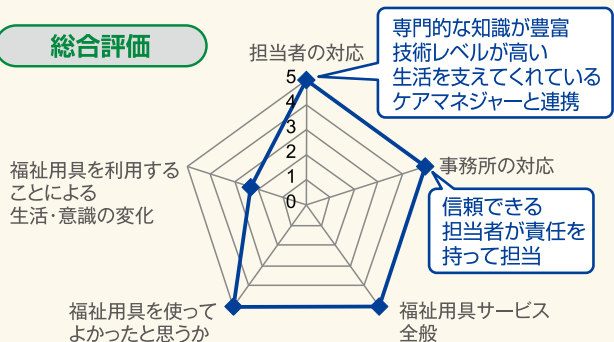 総合評価
担当者の対応
専門的な知識が豊富
技術レベルが高い
生活を支えてくれている
ケアマネジャーと連携
5
4
3
2
1
0
事務所の対応
信頼できる
担当者が責任を
持って担当
福祉用具サービス
全般
福祉用具を使って
よかったと思うか
福祉用具を利用する
ことによる
生活・意識の変化